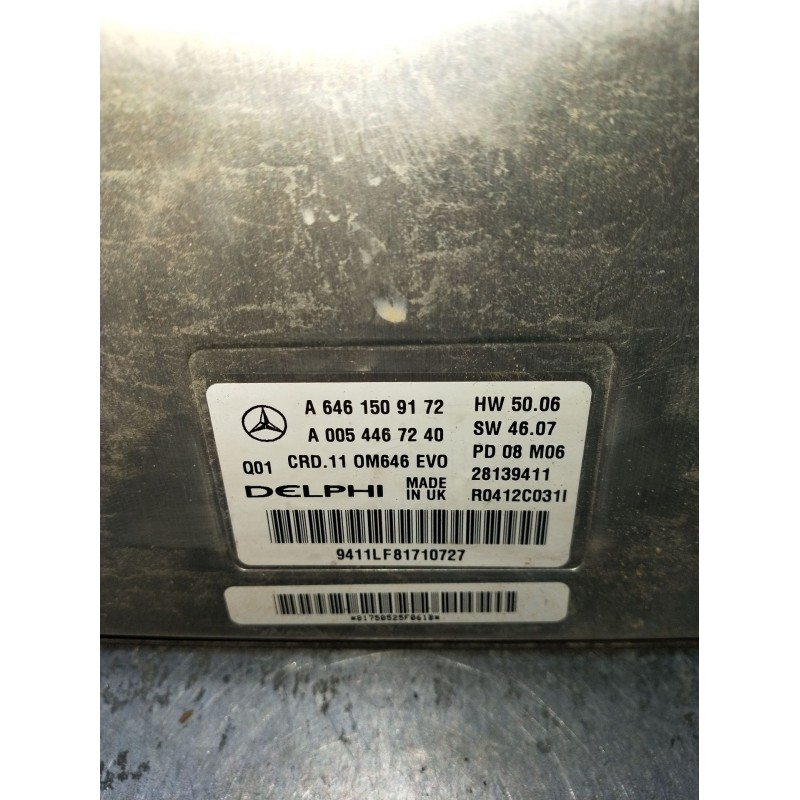 A 646 150 91 72 HW 50.06
A 005 446 72 40 SW 46.07
Q01 CRD.11 OM646 EVO PD 08 M06
DELPHI MADE IN UK 28139411
R0412C031I
9411LF81710727
*81750525F0618*